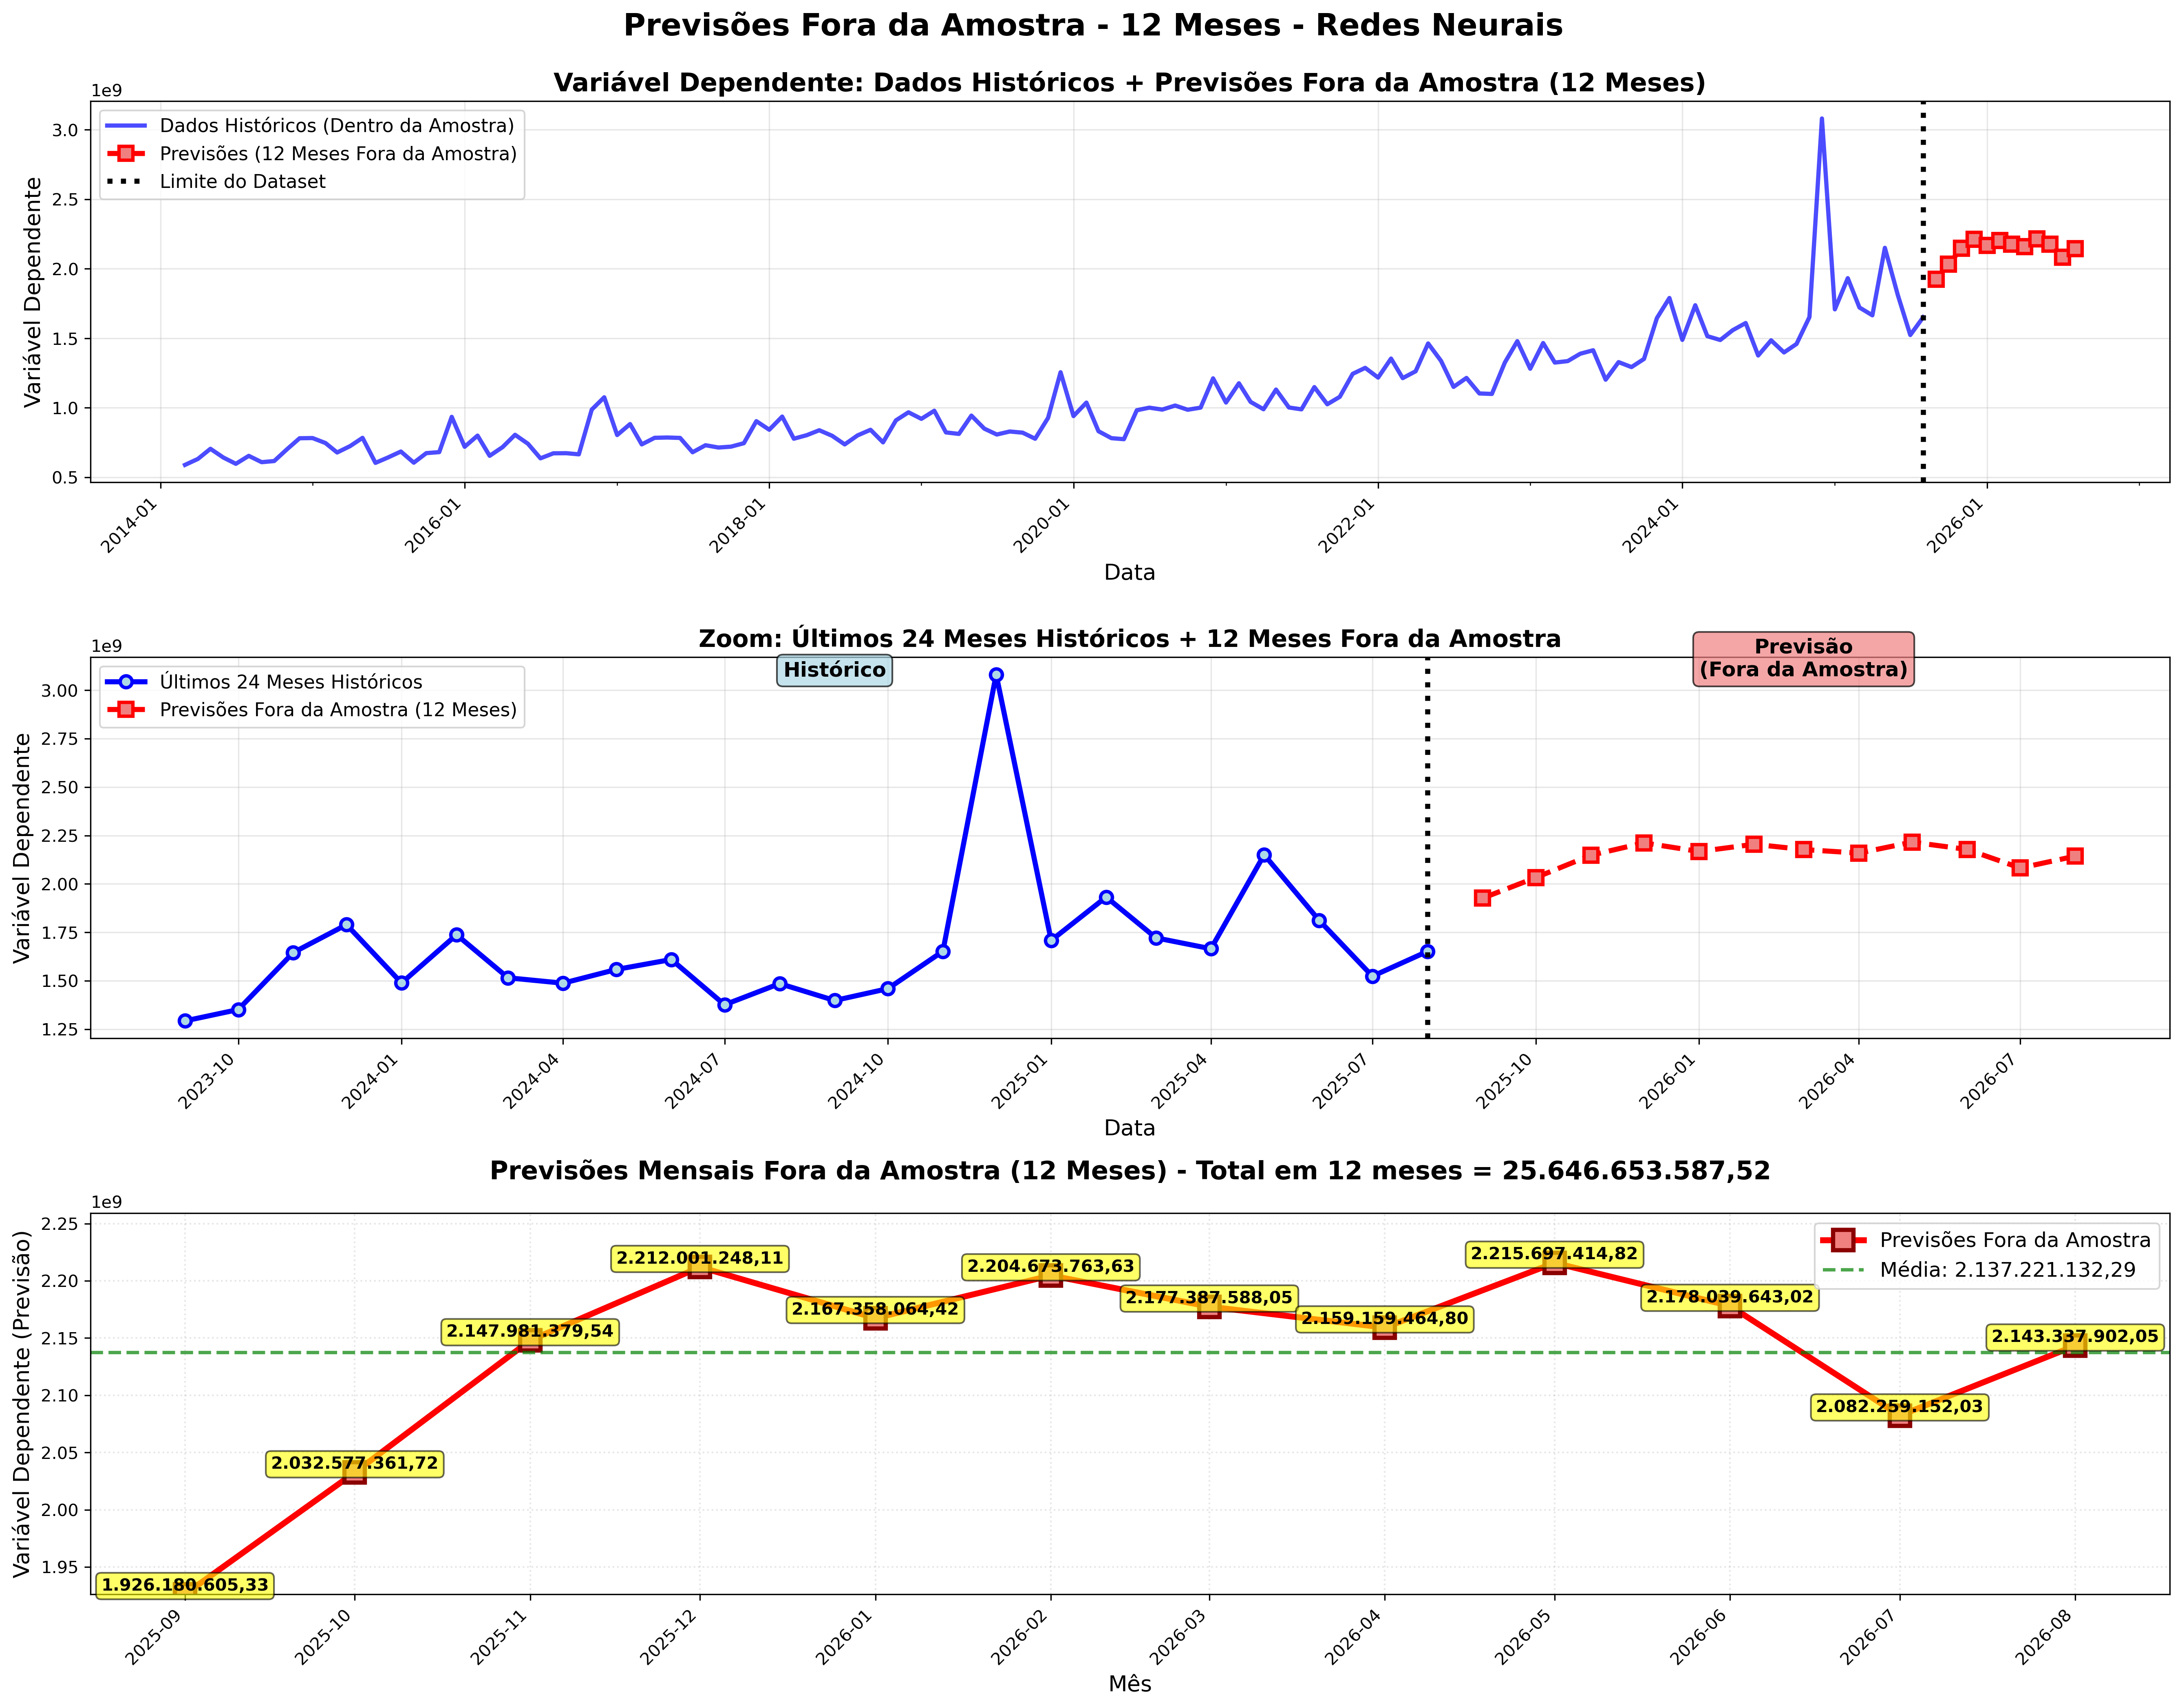 Previsões Fora da Amostra - 12 Meses - Redes Neurais
Variável Dependente: Dados Históricos + Previsões Fora da Amostra (12 Meses)
1e9
Dados Históricos (Dentro da Amostra)
Previsões (12 Meses Fora da Amostra)
Limite do Dataset
Variável Dependente
3.0
2.5
2.0
1.5
1.0
0.5
2014-01
2016-01
2018-01
2020-01
2022-01
2024-01
2026-01
Data
Zoom: Últimos 24 Meses Históricos + 12 Meses Fora da Amostra
1e9
Últimos 24 Meses Históricos
Previsões Fora da Amostra (12 Meses)
Histórico
Previsão
(Fora da Amostra)
Variável Dependente
3.00
2.75
2.50
2.25
2.00
1.75
1.50
1.25
2023-10
2024-01
2024-04
2024-07
2024-10
2025-01
2025-04
2025-07
2025-10
2026-01
2026-04
2026-07
Data
Previsões Mensais Fora da Amostra (12 Meses) - Total em 12 meses = 25.646.653.587,52
1e9
Previsões Fora da Amostra
Média: 2.137.221.132,29
Variável Dependente (Previsão)
2.25
2.20
2.15
2.10
2.05
2.00
1.95
1.926.180.605,33
2.032.577.361,72
2.147.981.379,54
2.212.001.248,11
2.167.358.064,42
2.204.673.763,63
2.177.387.588,05
2.159.159.464,80
2.215.697.414,82
2.178.039.643,02
2.082.259.152,03
2.143.337.902,05
2025-09
2025-10
2025-11
2025-12
2026-01
2026-02
2026-03
2026-04
2026-05
2026-06
2026-07
2026-08
Mês